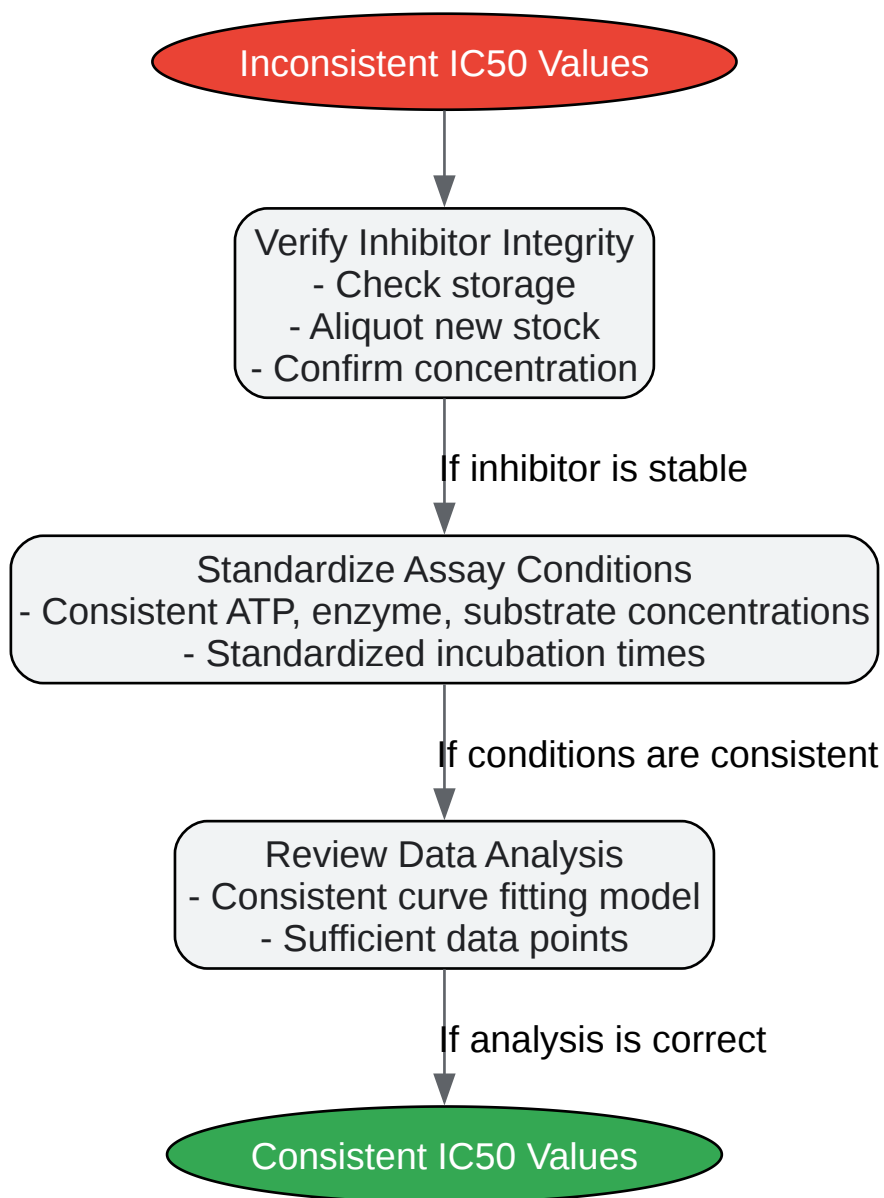 Inconsistent IC50 Values
Verify Inhibitor Integrity
- Check storage
- Aliquot new stock
- Confirm concentration
If inhibitor is stable
Standardize Assay Conditions
- Consistent ATP, enzyme, substrate concentrations
- Standardized incubation times
If conditions are consistent
Review Data Analysis
- Consistent curve fitting model
- Sufficient data points
If analysis is correct
Consistent IC50 Values